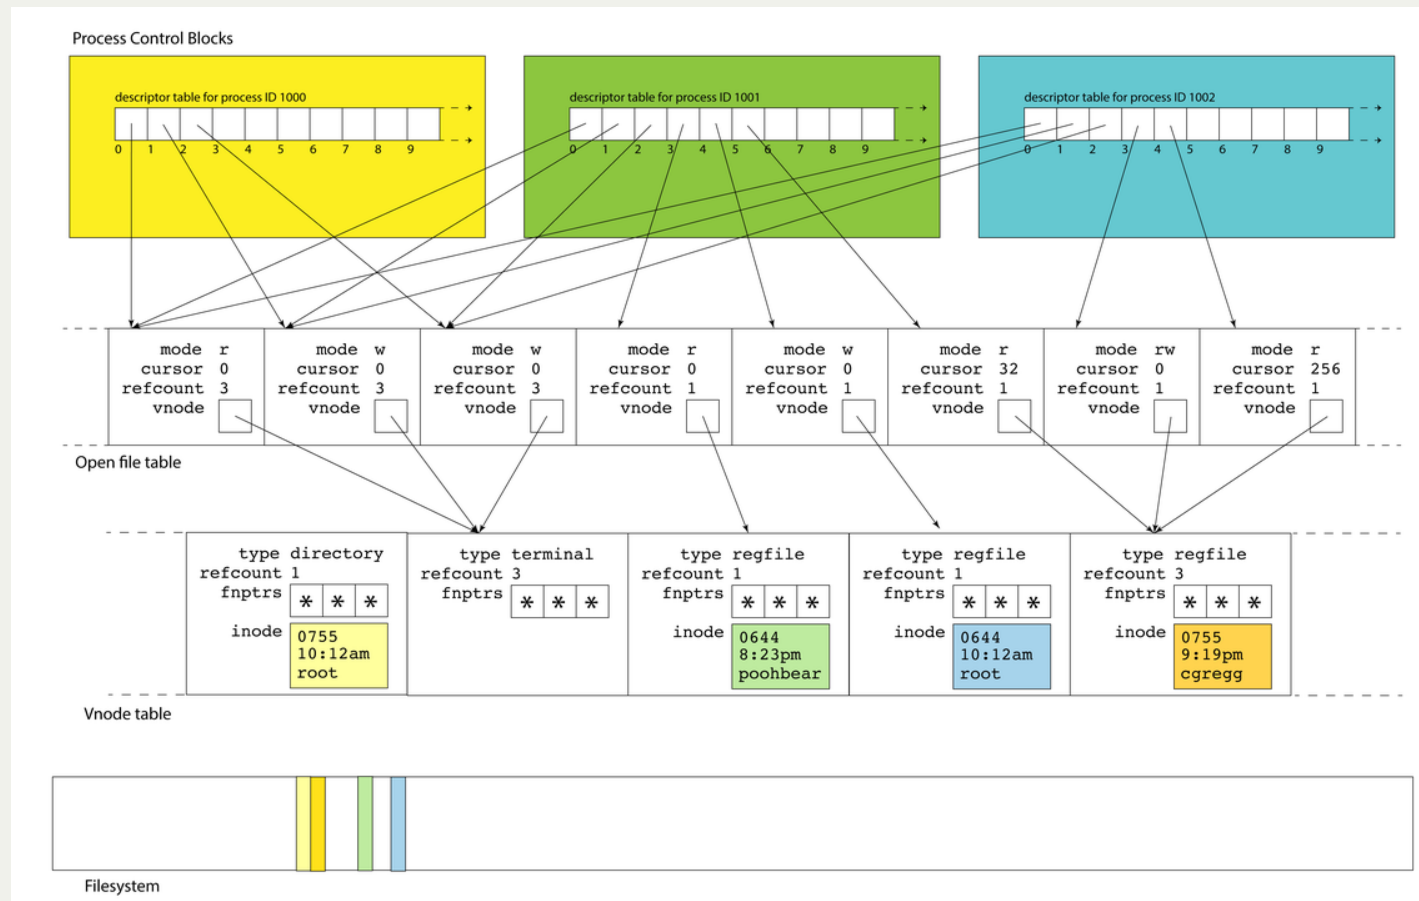 Process Control Blocks
descriptor table for process ID 1000
0 1 2 3 4 5 6 7 8 9
descriptor table for process ID 1001
0 1 2 3 4 5 6 7 8 9
descriptor table for process ID 1002
0 1 2 3 4 5 6 7 8 9
mode r
cursor 0
refcount 3
vnode
mode w
cursor 0
refcount 3
vnode
mode w
cursor 0
refcount 3
vnode
mode r
cursor 0
refcount 1
vnode
mode w
cursor 0
refcount 1
vnode
mode r
cursor 32
refcount 1
vnode
mode rw
cursor 0
refcount 1
vnode
mode r
cursor 256
refcount 1
vnode
Open file table
type directory
refcount 1
fnptrs * * *
inode 0755
10:12am
root
type terminal
refcount 3
fnptrs * * *
type regfile
refcount 1
fnptrs * * *
inode 0644
8:23pm
poohbear
type regfile
refcount 1
fnptrs * * *
inode 0644
10:12am
root
type regfile
refcount 3
fnptrs * * *
inode 0755
9:19pm
cgregg
Vnode table
Filesystem